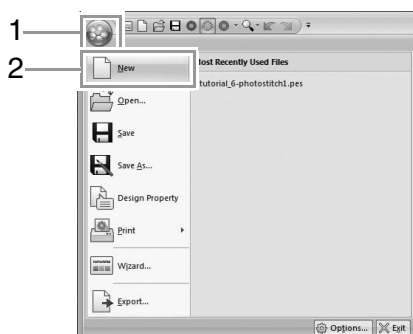 1
2
New
Most Recently Used Files
tutorial_6-photostitch1.pes
Open...
Save
Save As...
Design Property
Print
Wizard...
Export...
Options... Exit